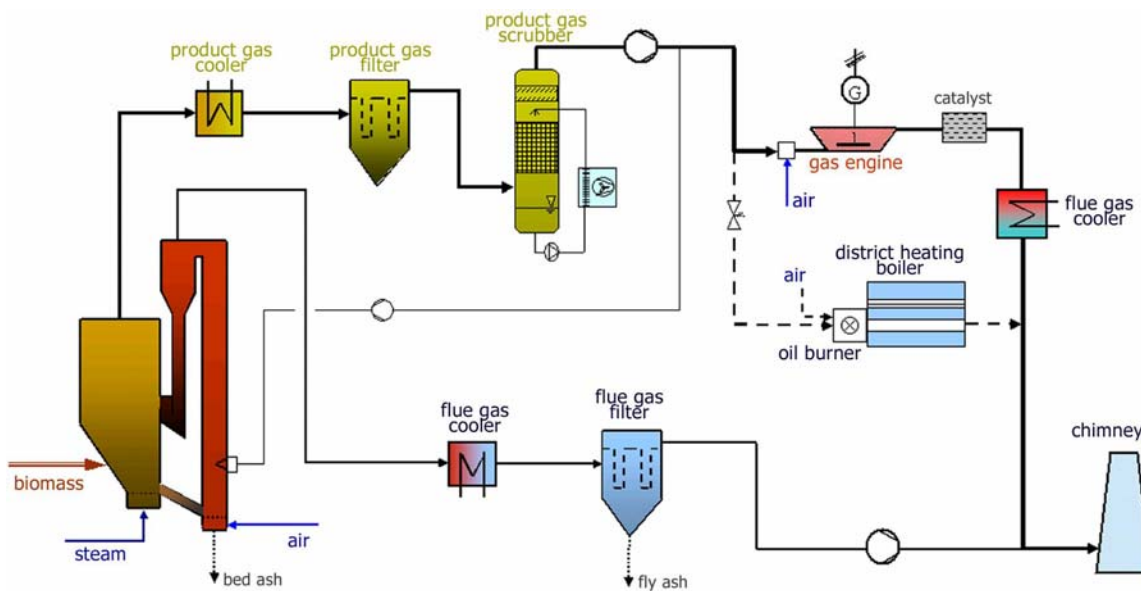 product gas
cooler
product gas
filter
product gas
scrubber
G
catalyst
gas engine
air
flue gas
cooler
district heating
boiler
air
oil burner
flue gas
cooler
flue gas
filter
chimney
biomass
steam
air
bed ash
fly ash